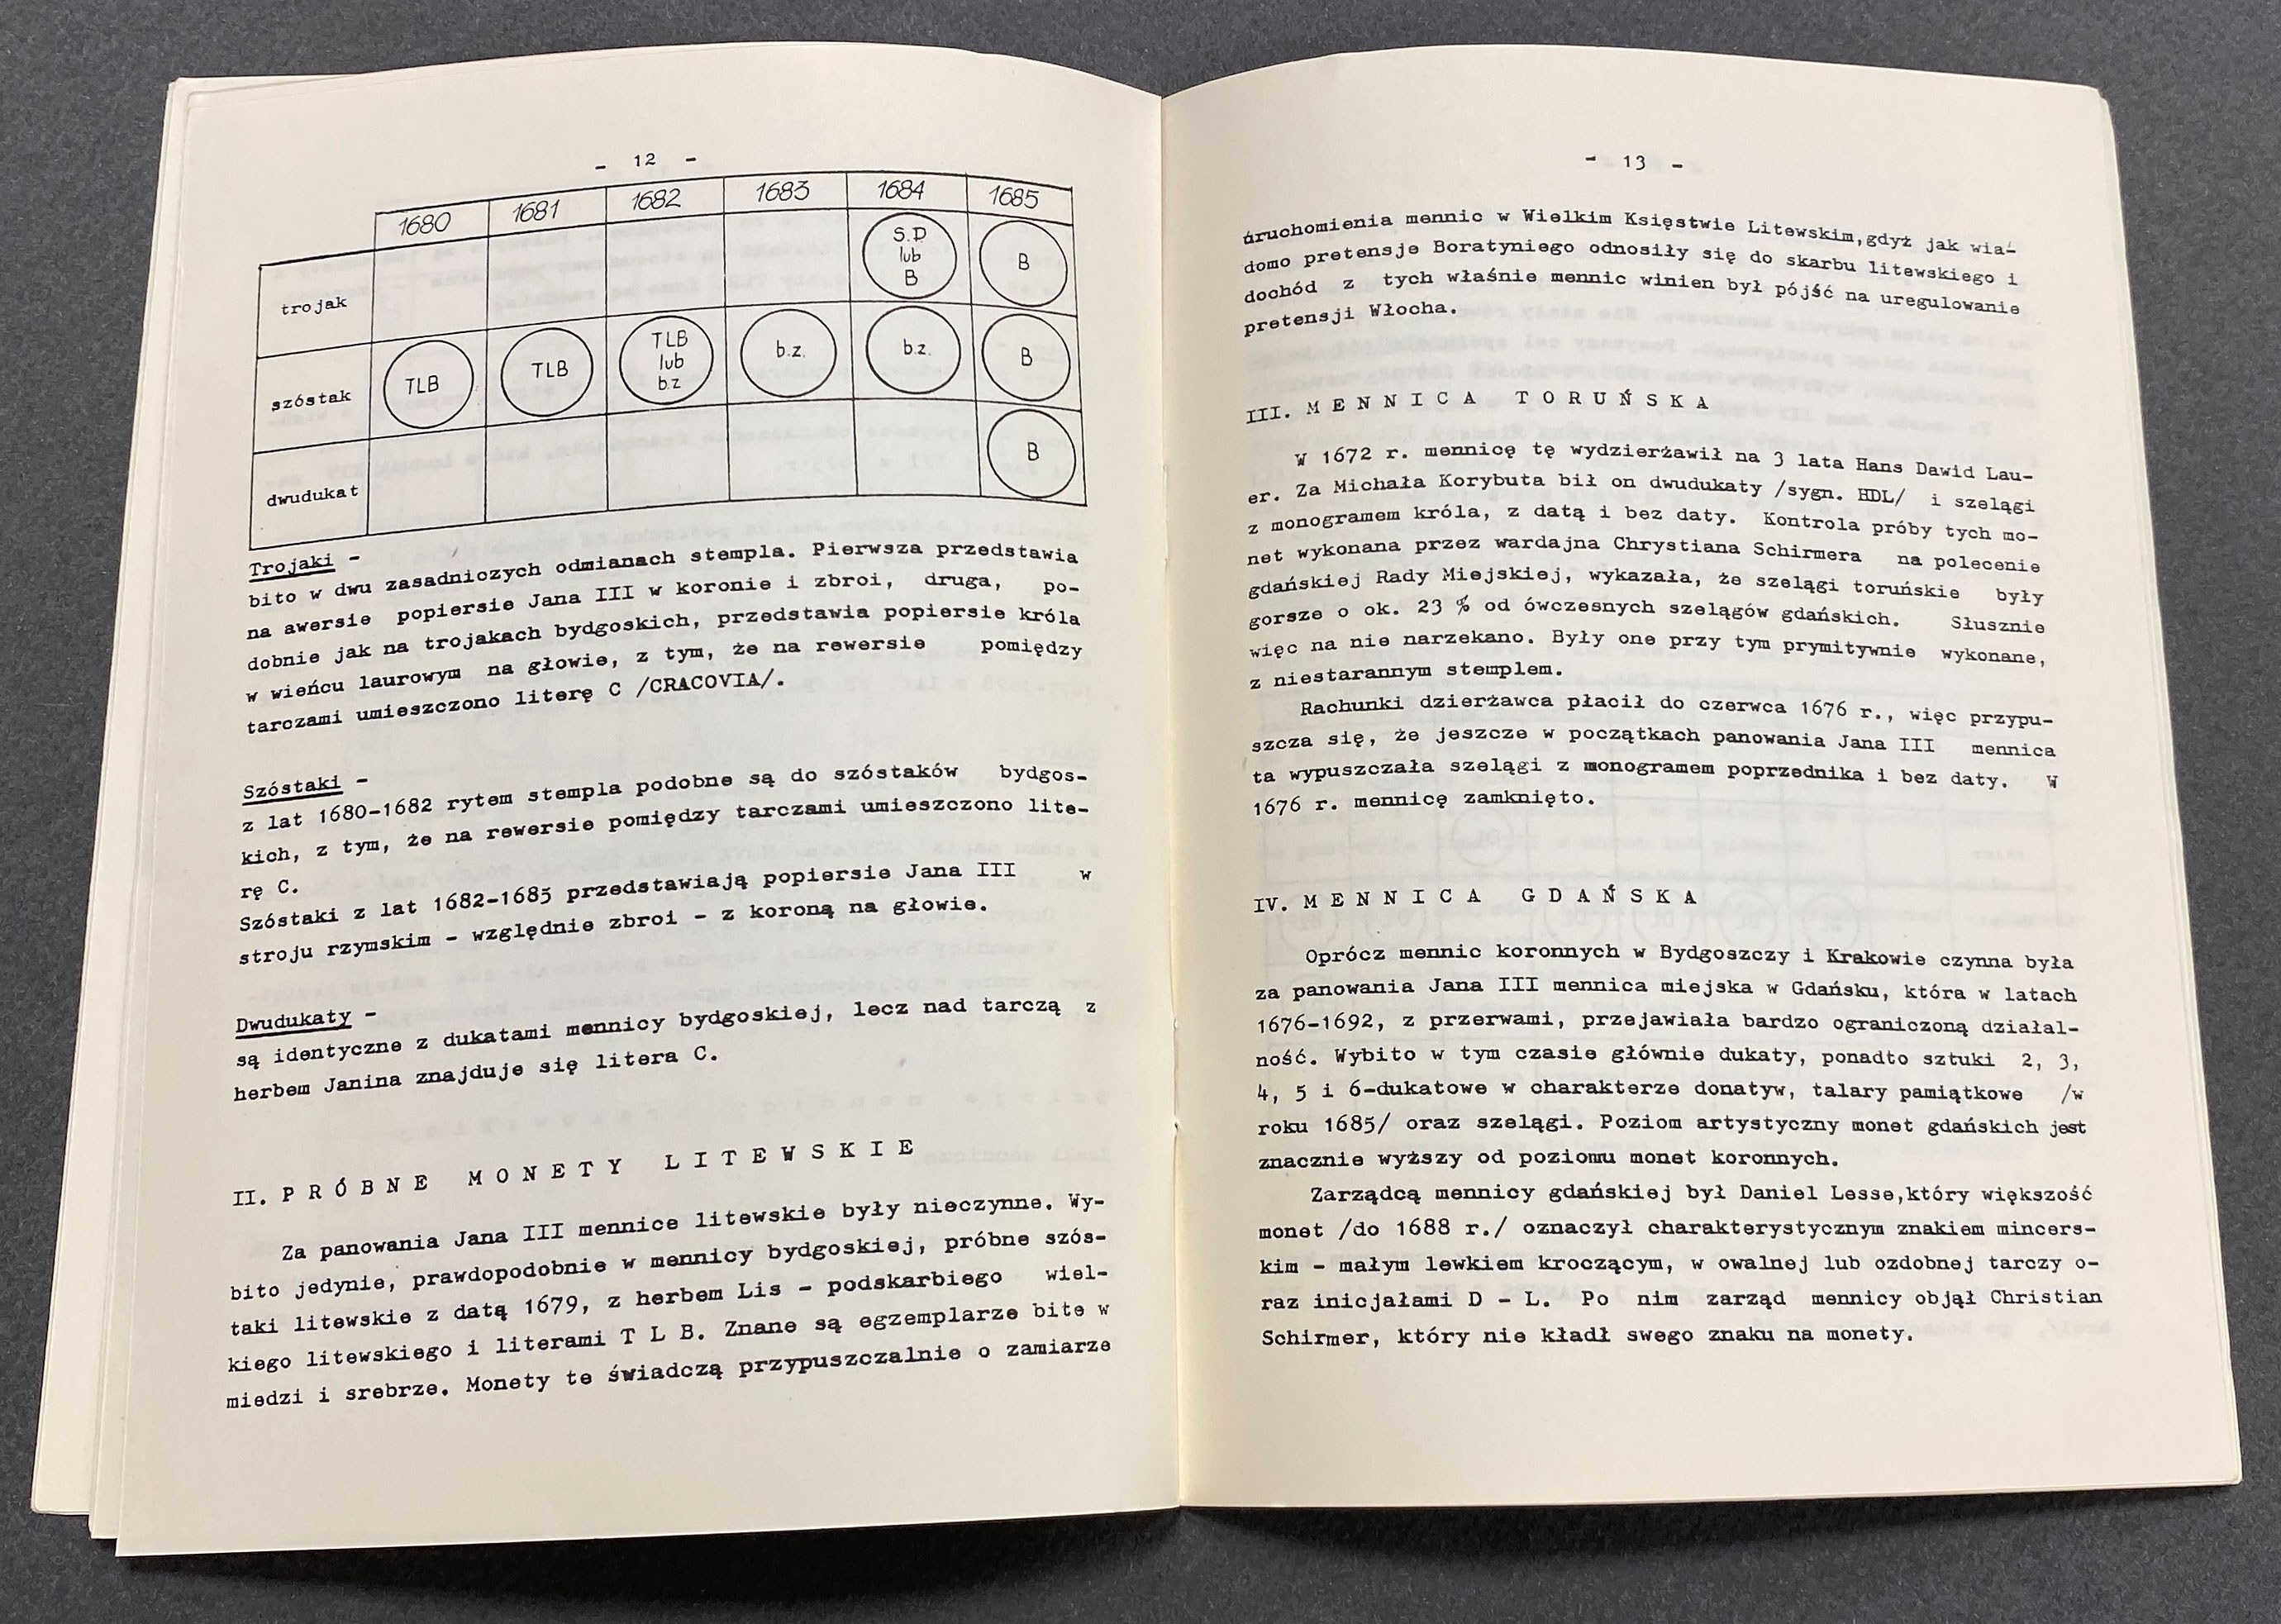 - 12 -
1680 1681 1682 1683 1684 1685
trojak S.D lub B B
szóstak TLB TLB TLB lub b.z b.z. b.z. B
dwudukat B
Trojaki -
bito w dwu zasadniczych odmianach stempla. Pierwsza przedstawia
na awersie popiersie Jana III w koronie i zbroi, druga, po-
dobnie jak na trojakach bydgoskich, przedstawia popiersie króla
w wieńcu laurowym na głowie, z tym, że na rewersie pomiędzy
tarczami umieszczono literę C /CRACOVIA/.
Szóstaki -
z lat 1680-1682 rytem stempla podobne są do szóstaków bydgos-
kich, z tym, że na rewersie pomiędzy tarczami umieszczono lite-
rę C.
Szóstaki z lat 1682-1685 przedstawiają popiersie Jana III w
stroju rzymskim - względnie zbroi - z koroną na głowie.
Dwudukaty -
są identyczne z dukatami mennicy bydgoskiej, lecz nad tarczą z
herbem Janina znajduje się litera C.
II. PRÓBNE MONETY LITEWSKIE
Za panowania Jana III mennice litewskie były nieczynne. Wy-
bito jedynie, prawdopodobnie w mennicy bydgoskiej, próbne szós-
taki litewskie z datą 1679, z herbem Lis - podskarbiego wiel-
kiego litewskiego i literami T L B. Znane są egzemplarze bite w
miedzi i srebrze. Monety te świadczą przypuszczalnie o zamiarze
- 13 -
uruchomienia mennic w Wielkim Księstwie Litewskim,gdyż jak wia-
domo pretensje Boratyniego odnosiły się do skarbu litewskiego i
dochód z tych właśnie mennic winien był pójść na uregulowanie
pretensji Włocha.
III. MENNICA TORUŃSKA
W 1672 r. mennicę tę wydzierżawił na 3 lata Hans Dawid Lau-
er. Za Michała Korybuta bił on dwudukaty /sygn. HDL/ i szelągi
z monogramem króla, z datą i bez daty. Kontrola próby tych mo-
net wykonana przez wardajna Chrystiana Schirmera na polecenie
gdańskiej Rady Miejskiej, wykazała, że szelągi toruńskie były
gorsze o ok. 23 % od ówczesnych szelągów gdańskich. Słusznie
więc na nie narzekano. Były one przy tym prymitywnie wykonane,
z niestarannym stemplem.
Rachunki dzierżawca płacił do czerwca 1676 r., więc przypu-
szcza się, że jeszcze w początkach panowania Jana III mennica
ta wypuszczała szelągi z monogramem poprzednika i bez daty. W
1676 r. mennicę zamknięto.
IV. MENNICA GDAŃSKA
Oprócz mennic koronnych w Bydgoszczy i Krakowie czynna była
za panowania Jana III mennica miejska w Gdańsku, która w latach
1676-1692, z przerwami, przejawiała bardzo ograniczoną działal-
ność. Wybito w tym czasie głównie dukaty, ponadto sztuki 2, 3,
4, 5 i 6-dukatowe w charakterze donatyw, talary pamiątkowe /w
roku 1685/ oraz szelągi. Poziom artystyczny monet gdańskich jest
znacznie wyższy od poziomu monet koronnych.
Zarządcą mennicy gdańskiej był Daniel Lesse,który większość
monet /do 1688 r./ oznaczył charakterystycznym znakiem mincers-
kim - małym lewkiem kroczącym, w owalnej lub ozdobnej tarczy o-
raz inicjałami D - L. Po nim zarząd mennicy objął Christian
Schirmer, który nie kładł swego znaku na monety.